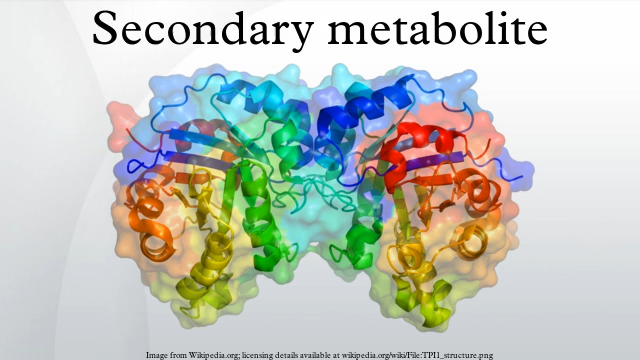 Secondary metabolite
Image from Wikipedia.org; licensing details available at wikipedia.org/wiki/File:TPI1_structure.png